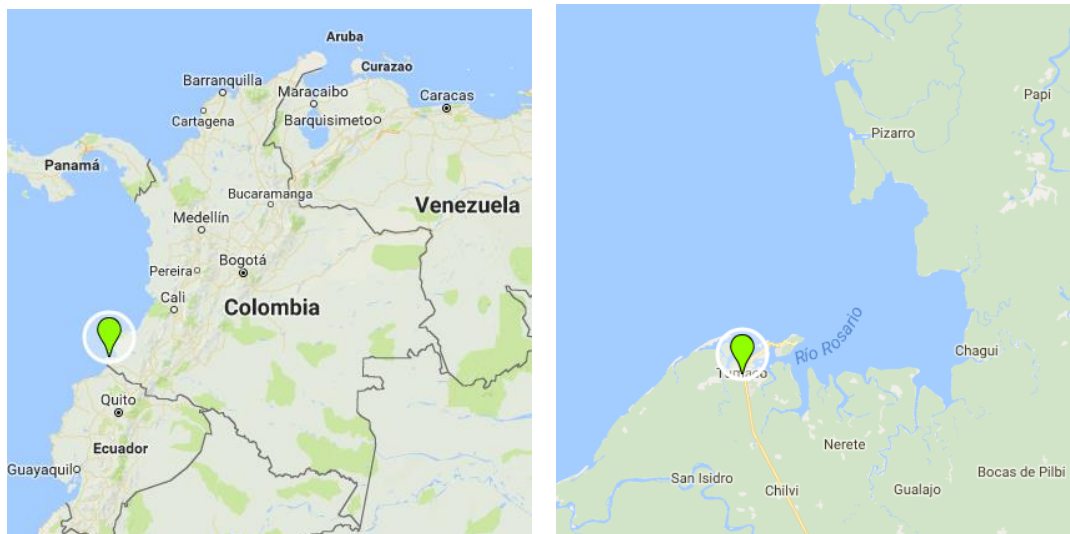 Aruba
Curazao
Barranquilla
Maracaibo
Caracas
Cartagena
Barquisimeto
Panamá
Bucaramanga
Venezuela
Medellín
Bogotá
Pereira
Cali
Colombia
Quito
Ecuador
Guayaquil
Papi
Pizarro
Río Rosario
Chagui
Tumaco
Nerete
San Isidro
Chilvi
Gualajo
Bocas de Pilbi